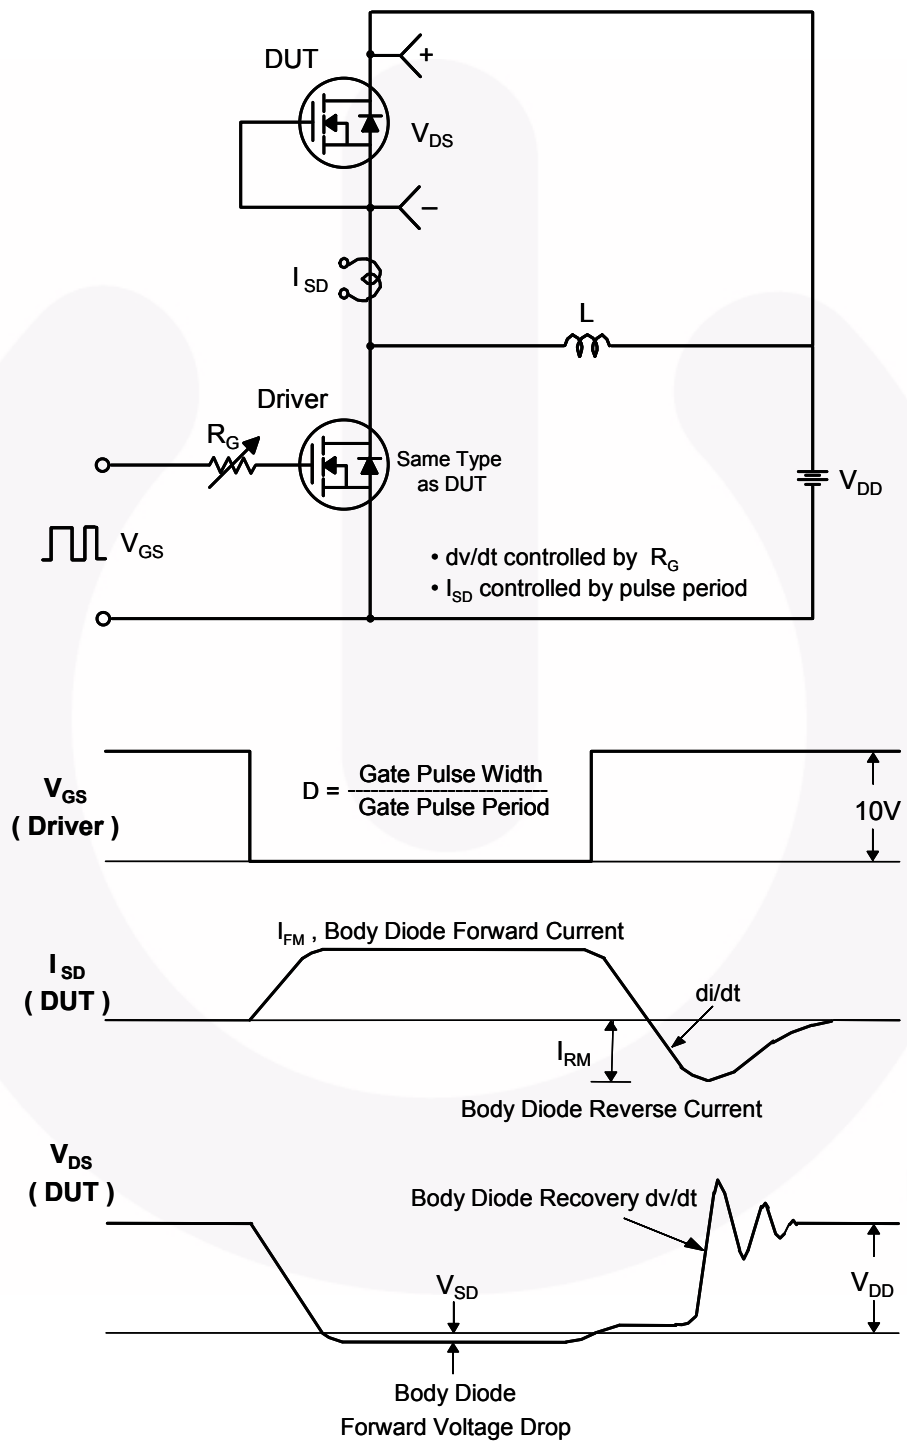 DUT
+
V_DS
−
I_SD
L
Driver
R_G
Same Type
as DUT
V_DD
V_GS
• dv/dt controlled by R_G
• I_SD controlled by pulse period
V_GS
( Driver )
D = Gate Pulse Width
Gate Pulse Period
10V
I_FM , Body Diode Forward Current
I_SD
( DUT )
di/dt
I_RM
Body Diode Reverse Current
V_DS
( DUT )
Body Diode Recovery dv/dt
V_SD
V_DD
Body Diode
Forward Voltage Drop